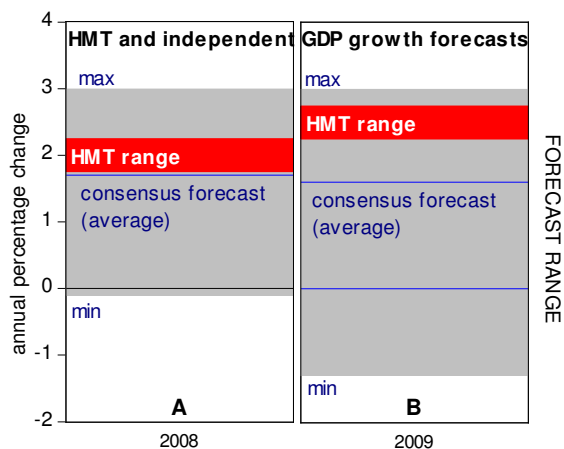 HMT and independent GDP growth forecasts
4
3
2
1
0
-1
-2
annual percentage change
max
HMT range
consensus forecast
(average)
min
A
2008
max
HMT range
consensus forecast
(average)
min
B
2009
FORECAST RANGE